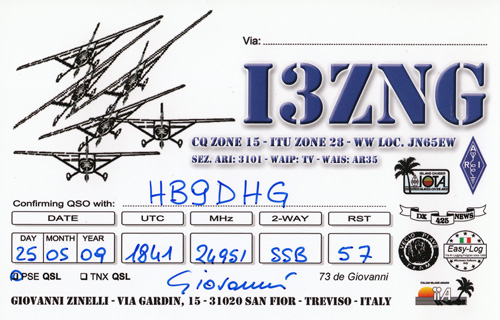 Via:
I3ZNG
CQ ZONE 15 - ITU ZONE 28 - WW LOC. JN65EW
SEZ. ARI: 3101 - WAIP: TV - WAIS: AR35
A R I
IOTA
Confirming QSO with: HB9DHG
DX 425 NEWS
DATE UTC MHz 2-WAY RST
DAY MONTH YEAR
25 05 09 1841 24951 SSB 57
Easy-Log
PSE QSL TNX QSL Giovanni 73 de Giovanni
IIA
GIOVANNI ZINELLI - VIA GARDIN, 15 - 31020 SAN FIOR - TREVISO - ITALY